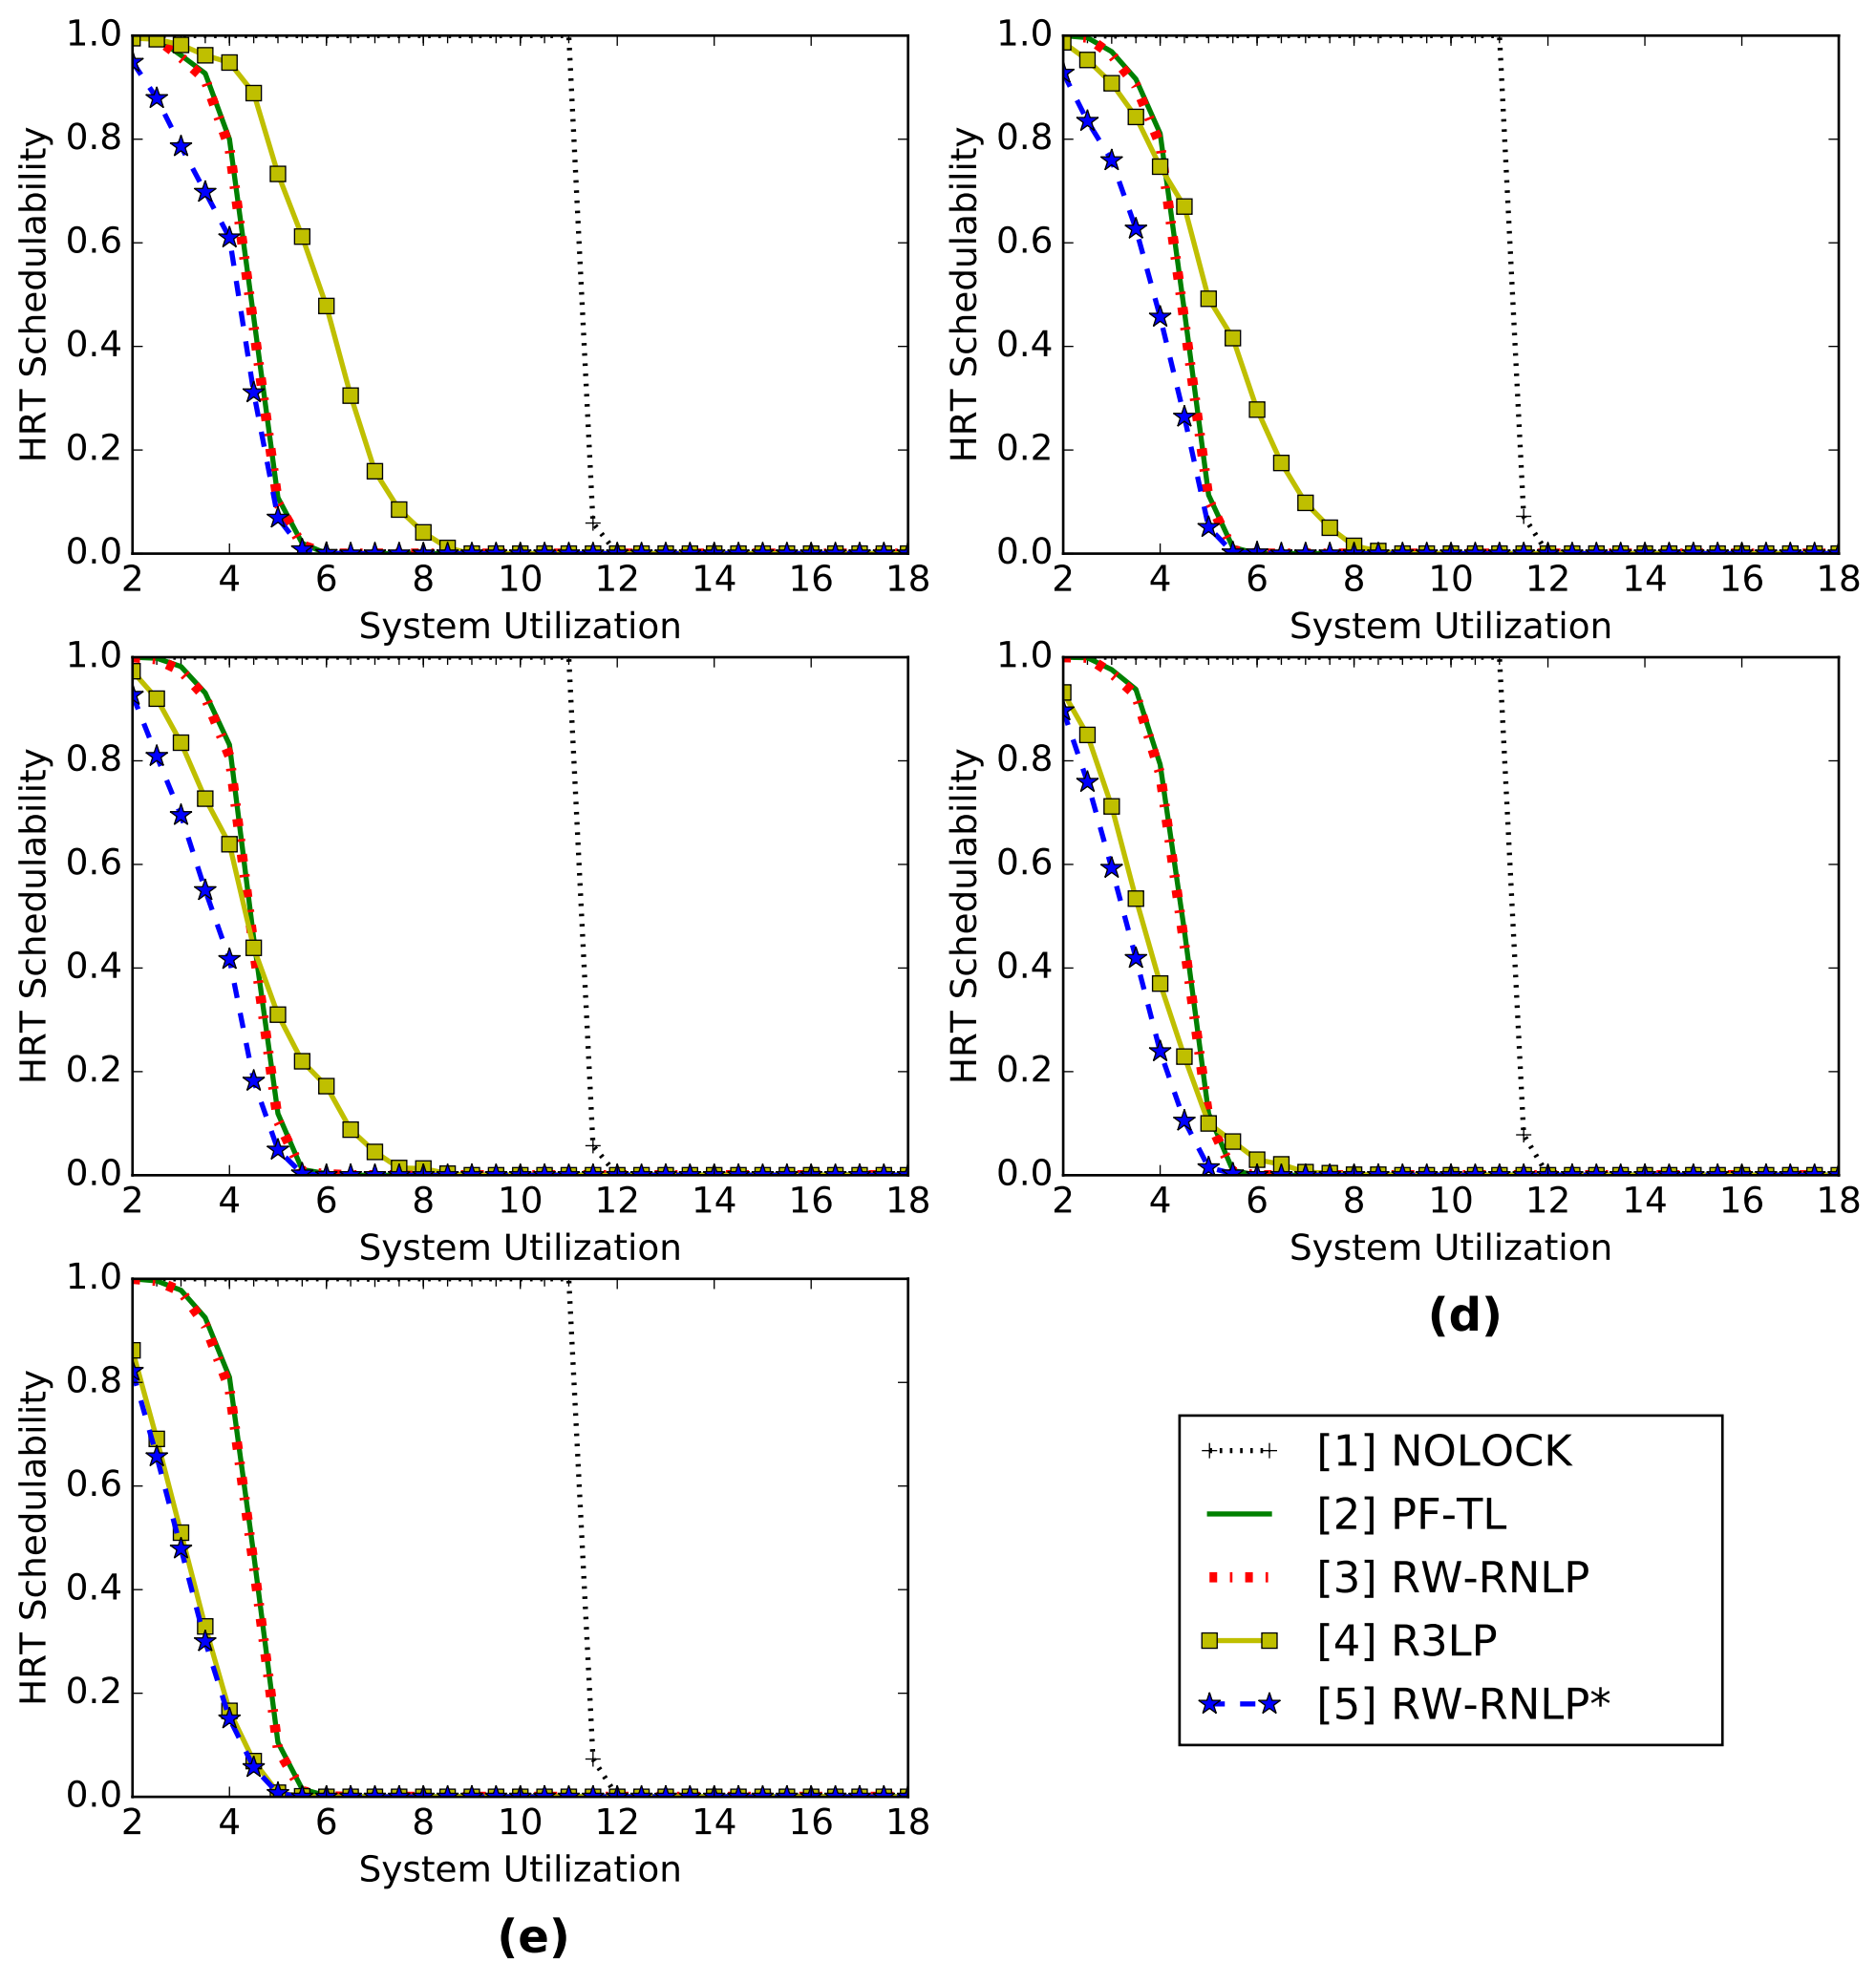 1.0
0.8
0.6
0.4
0.2
0.0
HRT Schedulability
2 4 6 8 10 12 14 16 18
System Utilization
1.0
0.8
0.6
0.4
0.2
0.0
HRT Schedulability
2 4 6 8 10 12 14 16 18
System Utilization
1.0
0.8
0.6
0.4
0.2
0.0
HRT Schedulability
2 4 6 8 10 12 14 16 18
System Utilization
1.0
0.8
0.6
0.4
0.2
0.0
HRT Schedulability
2 4 6 8 10 12 14 16 18
System Utilization
(d)
1.0
0.8
0.6
0.4
0.2
0.0
HRT Schedulability
2 4 6 8 10 12 14 16 18
System Utilization
(e)
[1] NOLOCK
[2] PF-TL
[3] RW-RNLP
[4] R3LP
[5] RW-RNLP*